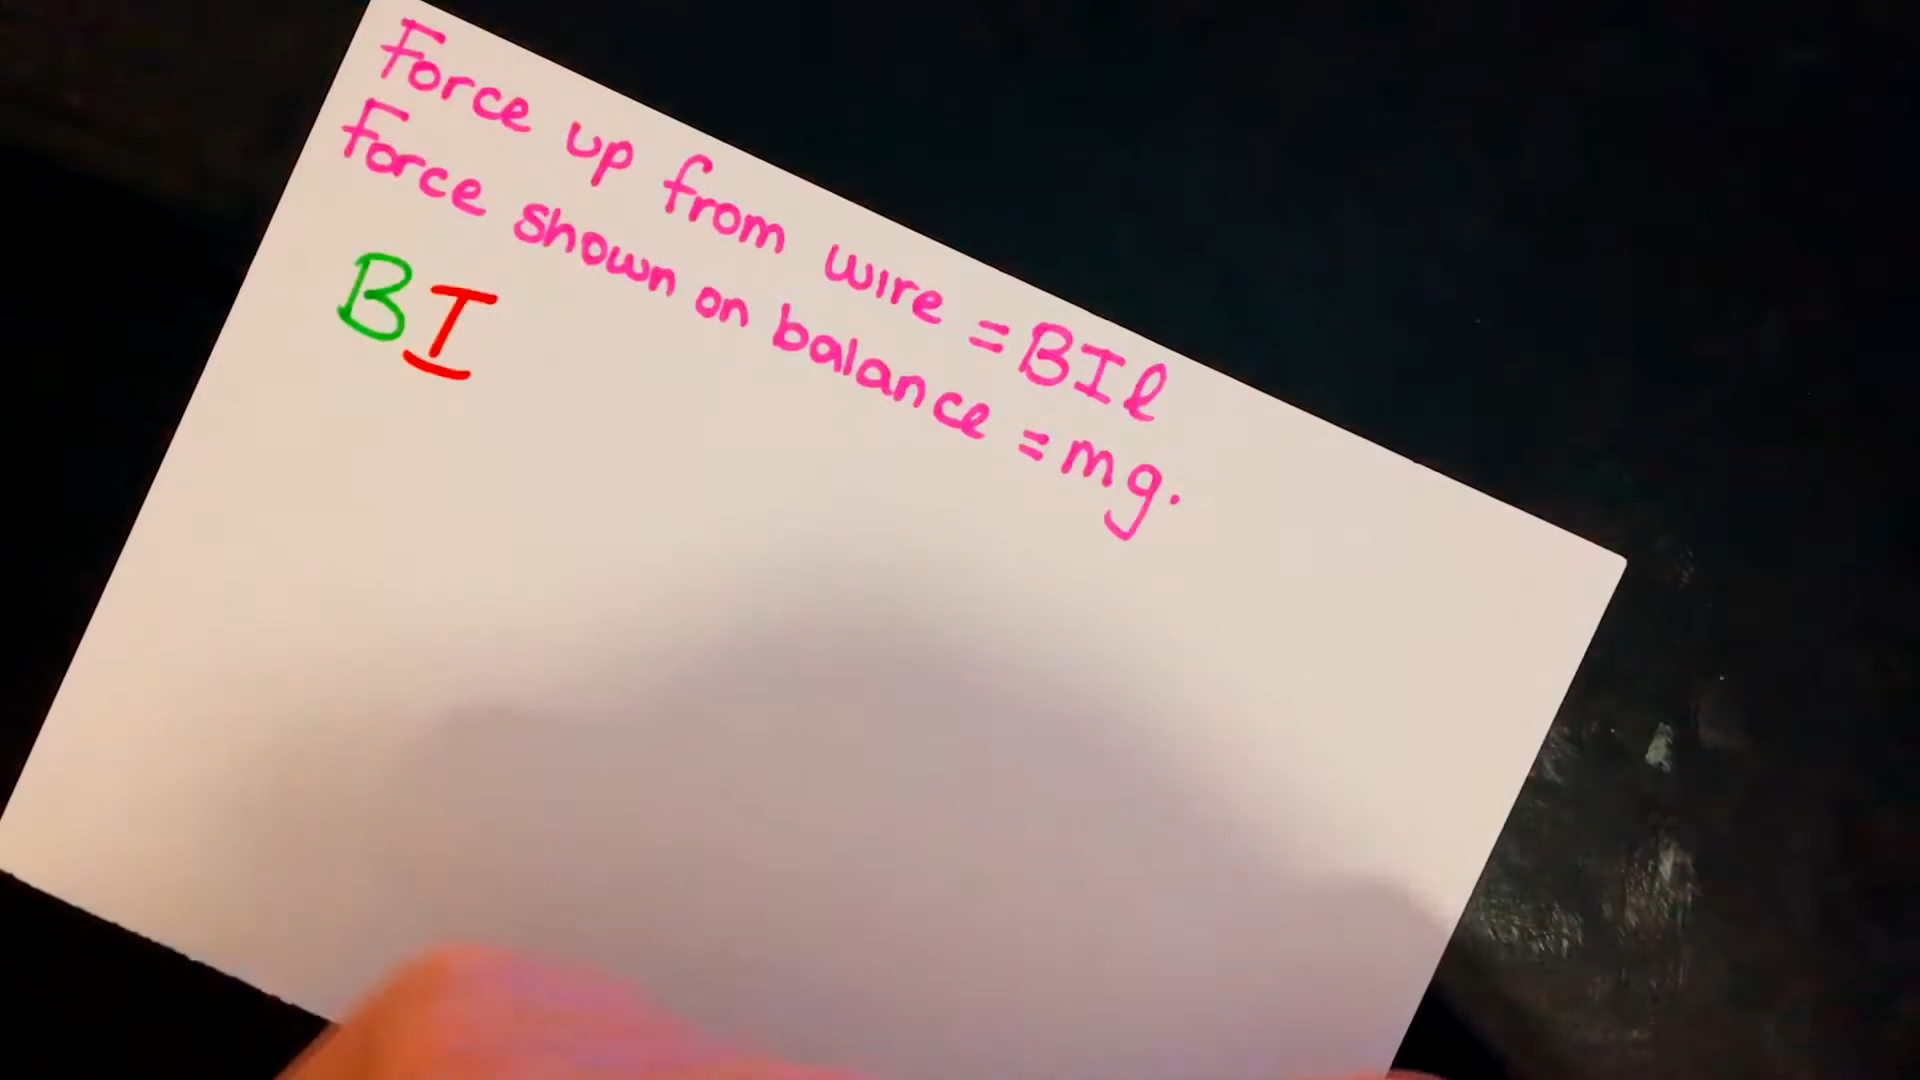 Force up from wire = BIl
Force shown on balance = mg.
BI